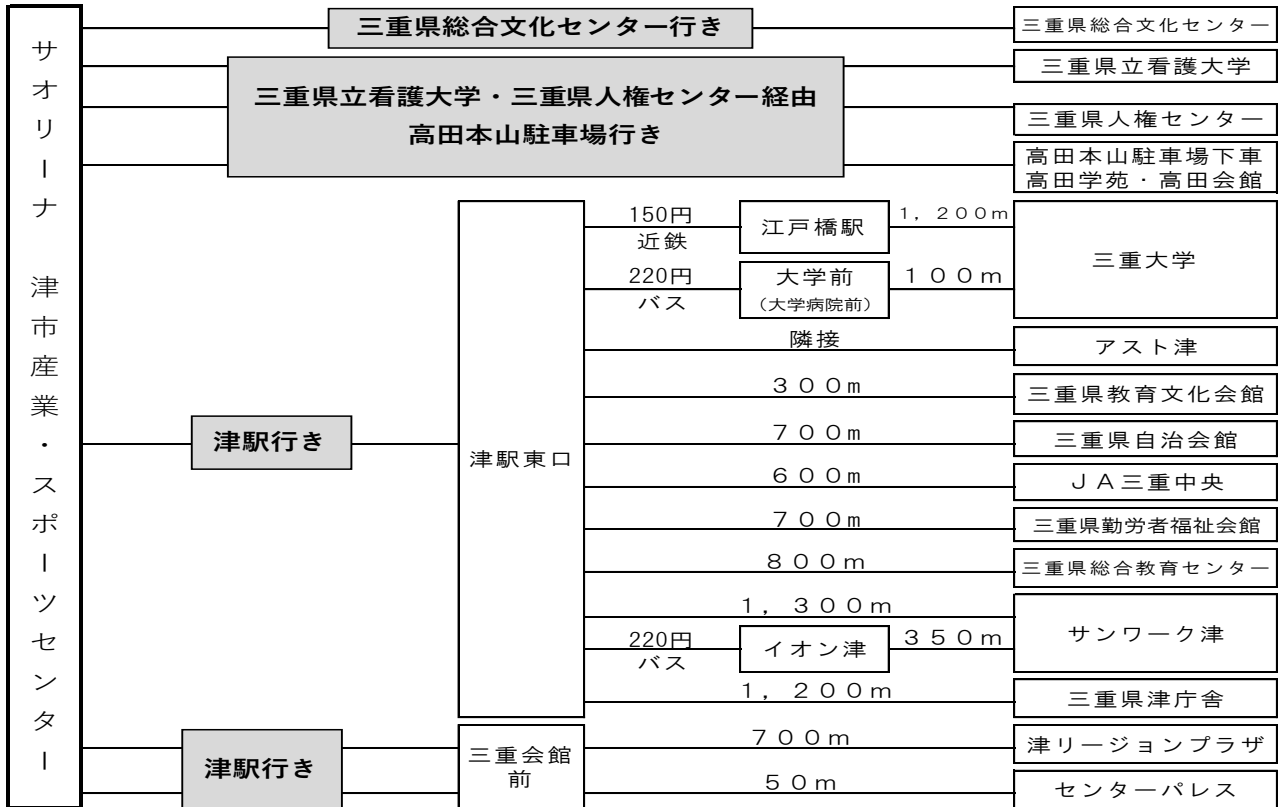 サオリーナ 津市産業・スポーツセンター
三重県総合文化センター行き
三重県総合文化センター
三重県立看護大学・三重県人権センター経由
高田本山駐車場行き
三重県立看護大学
三重県人権センター
高田本山駐車場下車
高田学苑・高田会館
津駅行き
津駅東口
150円
近鉄
江戸橋駅
1,200m
220円
バス
大学前
(大学病院前)
100m
三重大学
隣接
アスト津
300m
三重県教育文化会館
700m
三重県自治会館
600m
JA三重中央
700m
三重県勤労者福祉会館
800m
三重県総合教育センター
1,300m
220円
バス
イオン津
350m
サンワーク津
1,200m
三重県津庁舎
津駅行き
三重会館
前
700m
津リージョンプラザ
50m
センターパレス